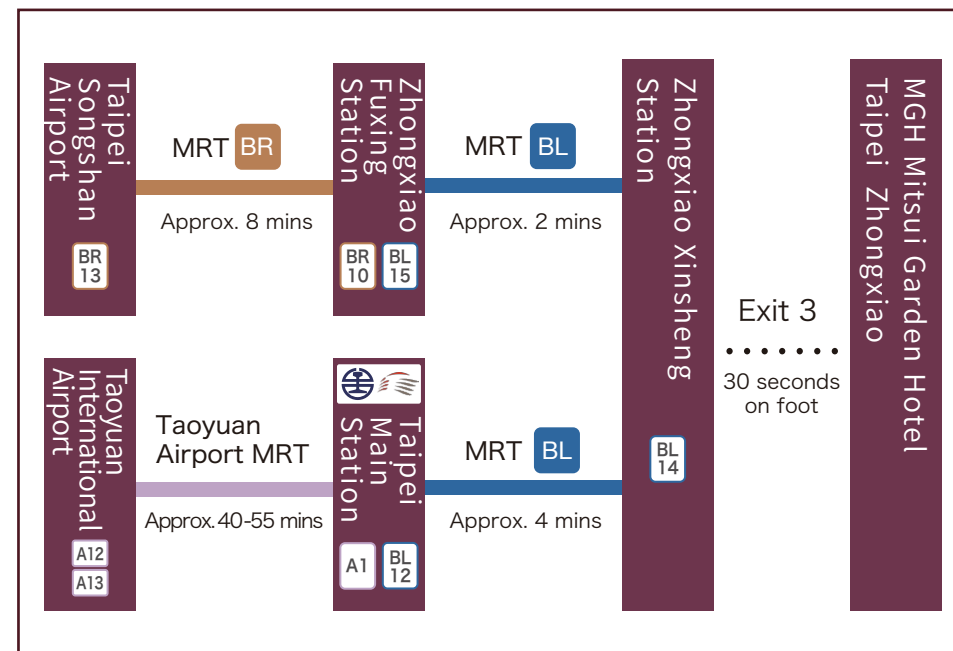 Taipei
Songshan
Airport
BR
13
MRT BR
Approx. 8 mins
Zhongxiao
Fuxing
Station
BR
10
BL
15
MRT BL
Approx. 2 mins
Taoyuan
International
Airport
A12
A13
Taoyuan
Airport MRT
Approx. 40-55 mins
Taipei
Main
Station
A1
BL
12
MRT BL
Approx. 4 mins
Zhongxiao Xinsheng
Station
BL
14
Exit 3
30 seconds
on foot
MGH Mitsui Garden Hotel
Taipei Zhongxiao